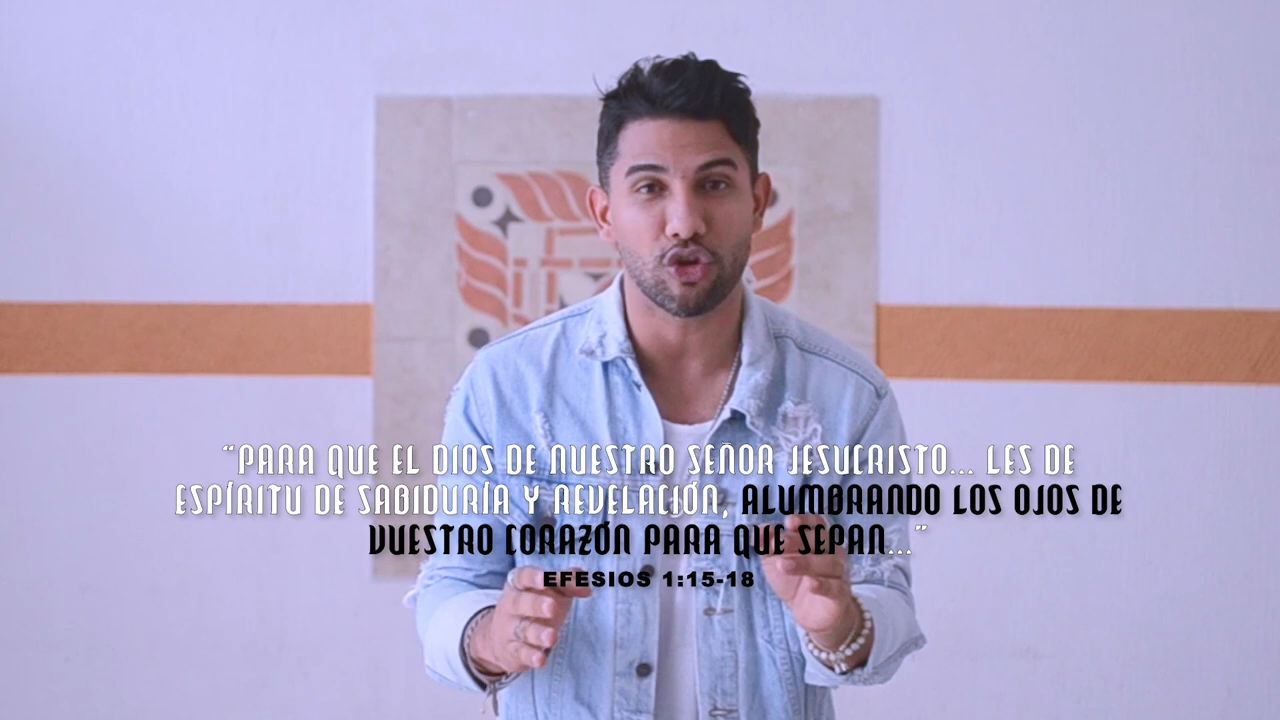 “PARA QUE EL DIOS DE NUESTRO SEÑOR JESUCRISTO... LES DE
ESPÍRITU DE SABIDURÍA Y REVELACIÓN, ALUMBRANDO LOS OJOS DE
VUESTRO CORAZÓN PARA QUE SEPAN...”
EFESIOS 1:15-18